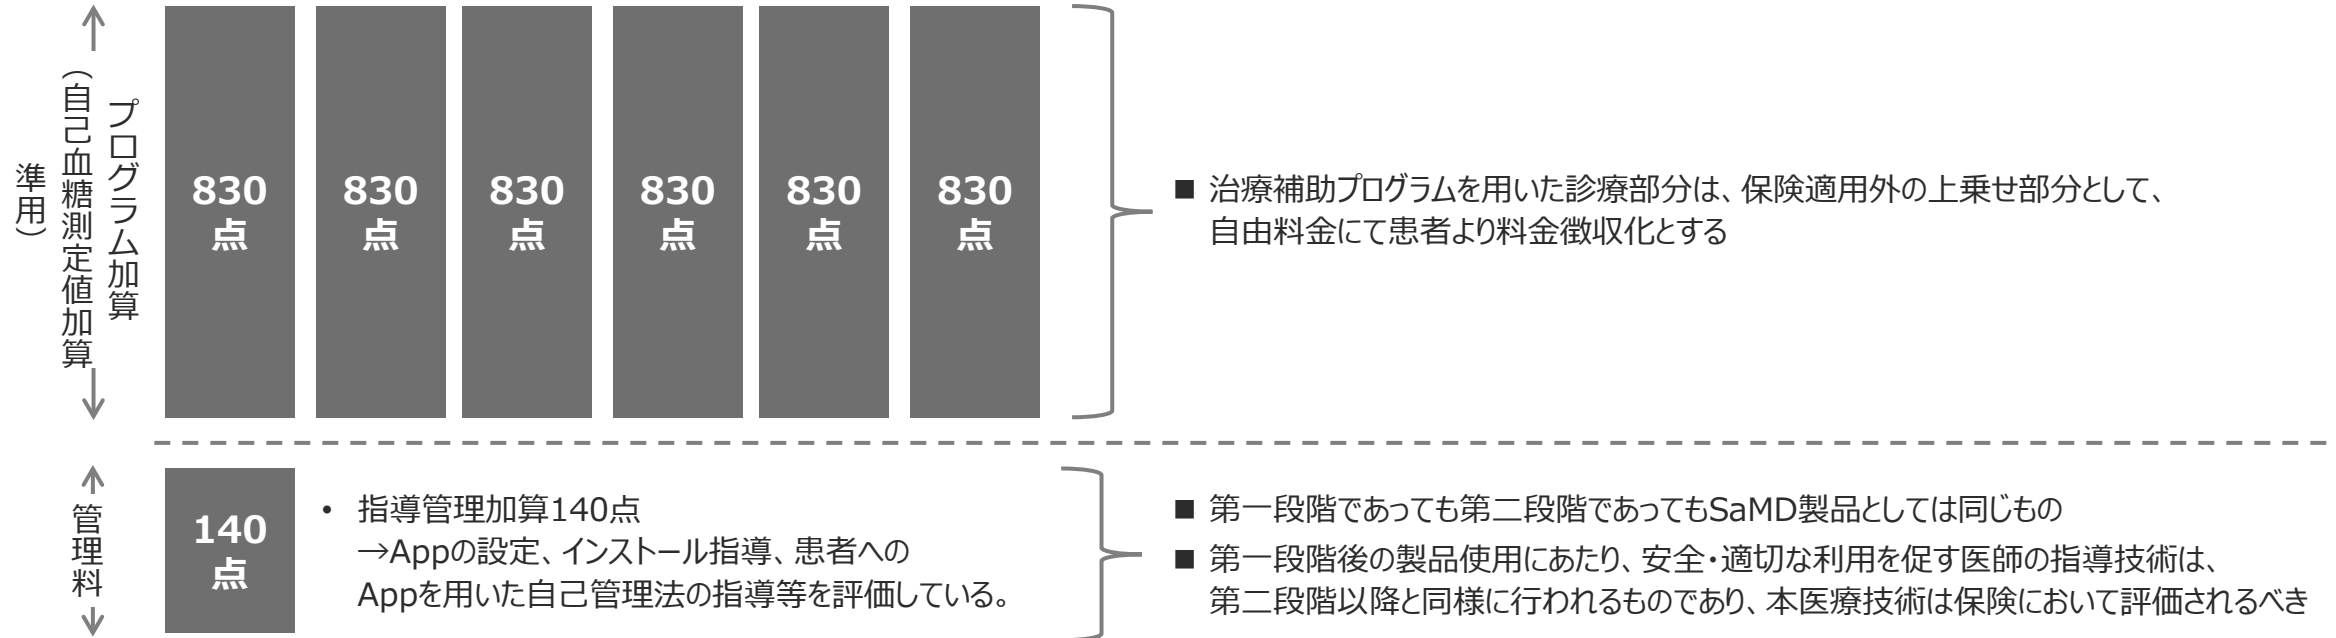 プログラム加算
（自己血糖測定値加算
準用）
830
点
830
点
830
点
830
点
830
点
830
点
■ 治療補助プログラムを用いた診療部分は、保険適用外の上乗せ部分として、
自由料金にて患者より料金徴収化とする
管理料
140
点
• 指導管理加算140点
→Appの設定、インストール指導、患者への
Appを用いた自己管理法の指導等を評価している。
■ 第一段階であっても第二段階であってもSaMD製品としては同じもの
■ 第一段階後の製品使用にあたり、安全・適切な利用を促す医師の指導技術は、
第二段階以降と同様に行われるものであり、本医療技術は保険において評価されるべき